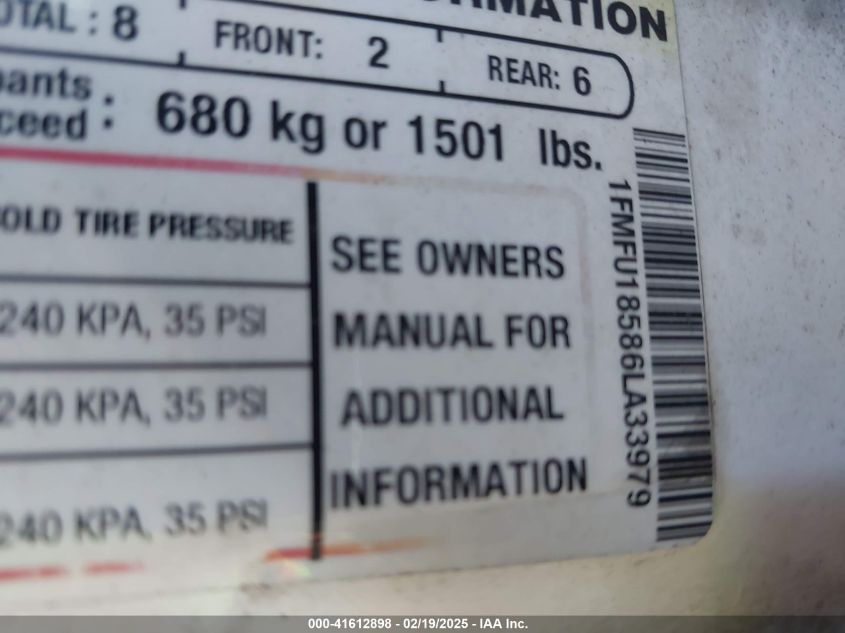 ORMATION
OTAL : 8 FRONT: 2 REAR: 6
pants
ceed : 680 kg or 1501 lbs.
OLD TIRE PRESSURE
240 KPA, 35 PSI
240 KPA, 35 PSI
240 KPA, 35 PSI
SEE OWNERS
MANUAL FOR
ADDITIONAL
INFORMATION
1FMFU18586LA33979
000-41612898 - 02/19/2025 - IAA Inc.